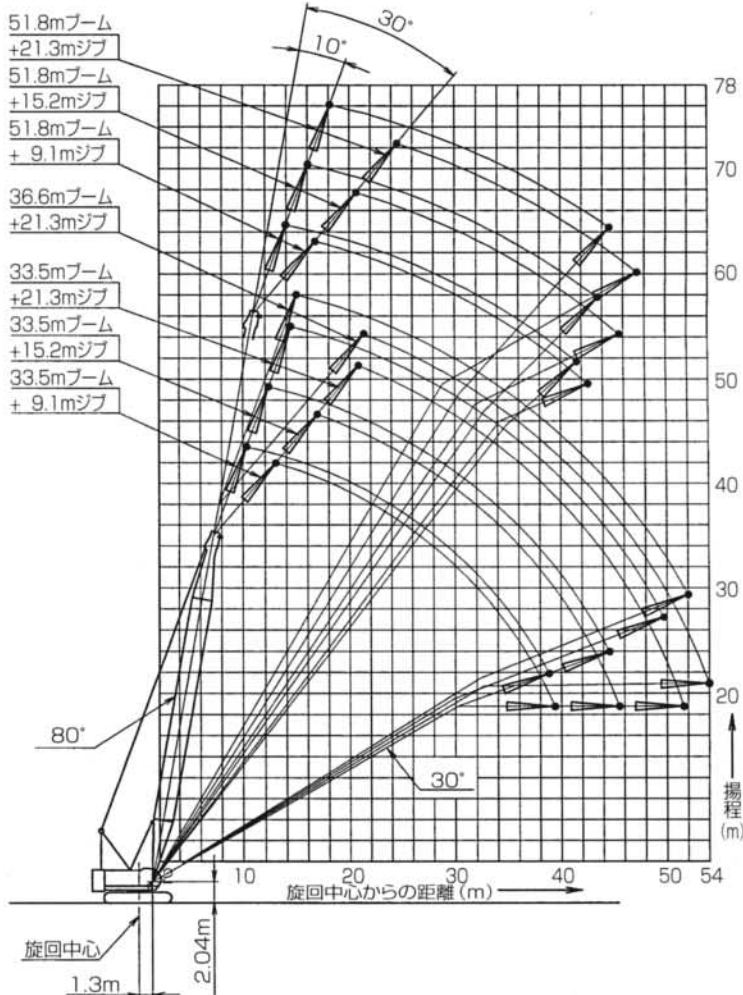 51.8mブーム
+21.3mジブ
51.8mブーム
+15.2mジブ
51.8mブーム
+ 9.1mジブ
36.6mブーム
+21.3mジブ
33.5mブーム
+21.3mジブ
33.5mブーム
+15.2mジブ
33.5mブーム
+ 9.1mジブ
30°
10°
78
70
60
50
40
30
20
80°
30°
揚程
(m)
10
20
30
40
50
54
旋回中心からの距離(m)
旋回中心
2.04m
1.3m